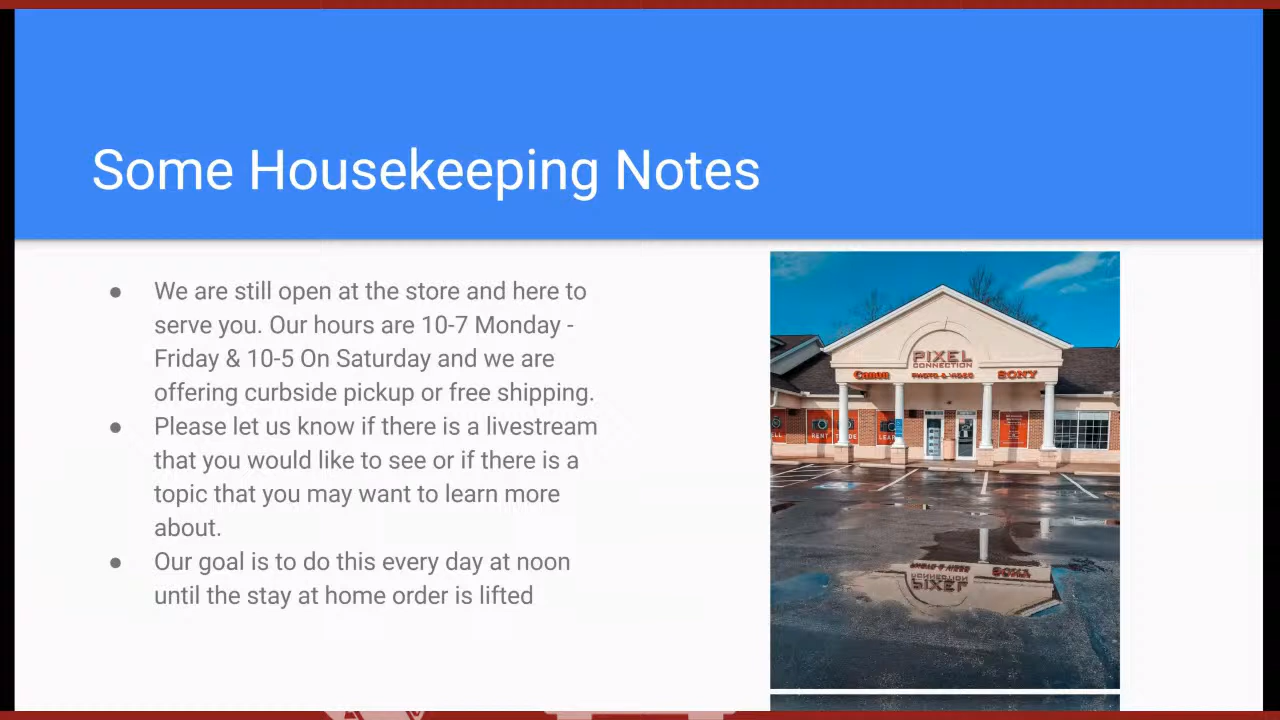 Some Housekeeping Notes
● We are still open at the store and here to
serve you. Our hours are 10-7 Monday -
Friday & 10-5 On Saturday and we are
offering curbside pickup or free shipping.
● Please let us know if there is a livestream
that you would like to see or if there is a
topic that you may want to learn more
about.
● Our goal is to do this every day at noon
until the stay at home order is lifted
PIXEL
CONNECTION
Canon PHOTO & VIDEO SONY
RENT